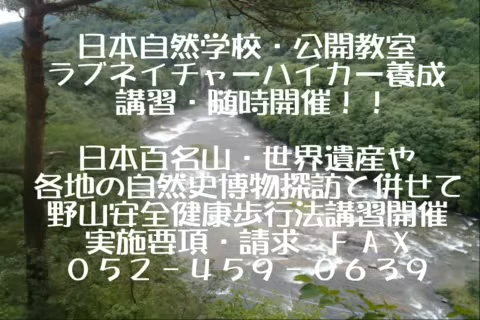 日本自然学校・公開教室
ラブネイチャーハイカー養成
講習・随時開催！！
日本百名山・世界遺産や
各地の自然史博物探訪と併せて
野山安全健康歩行法講習開催
実施要項・請求 ＦＡＸ
０５２－４５９－０６３９